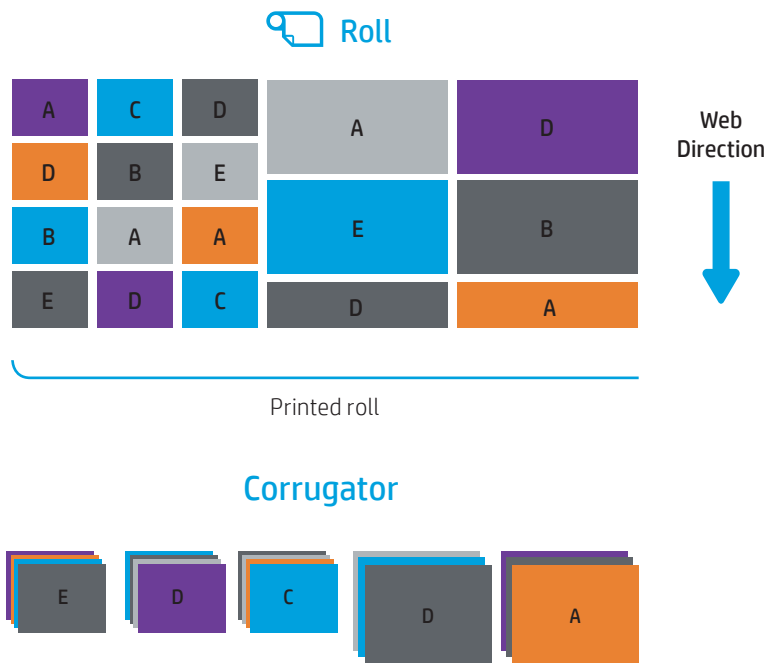 Roll
A C D
A D
D B E
E B
B A A
E D C
D A
Web
Direction
Printed roll
Corrugator
E D C D A